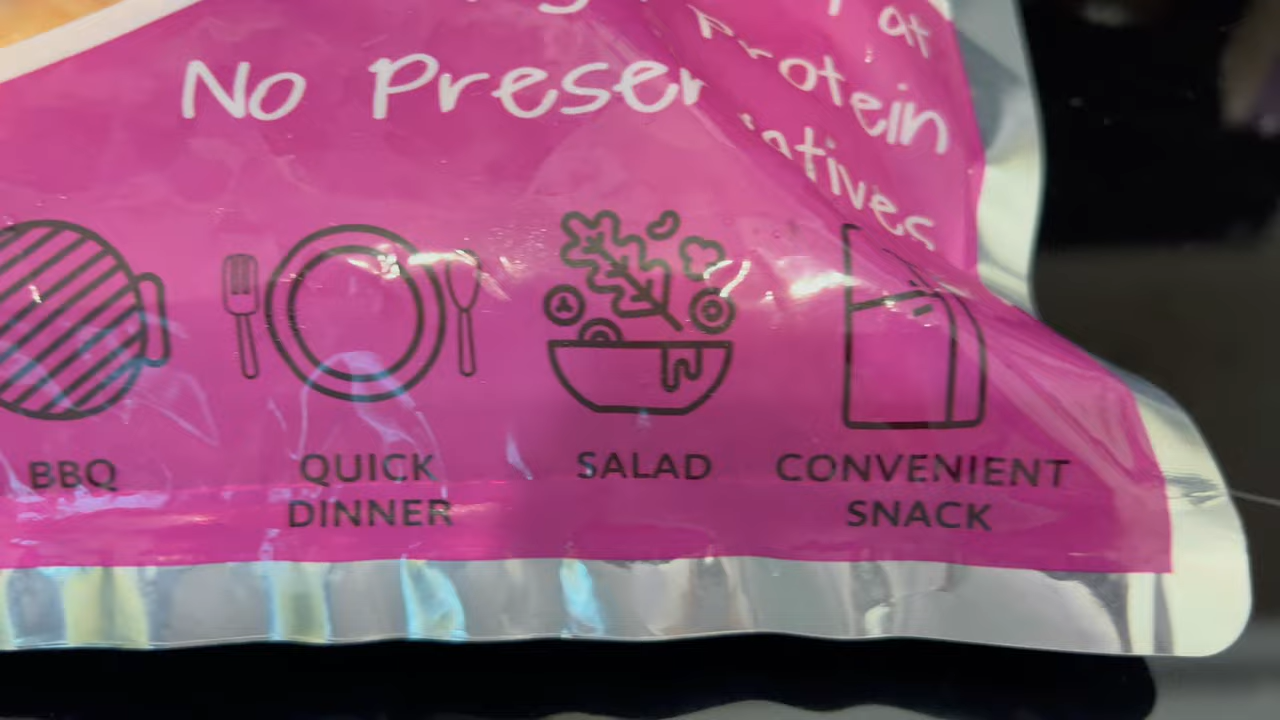 at
Protein
No Preservatives
BBQ
QUICK
DINNER
SALAD
CONVENIENT
SNACK